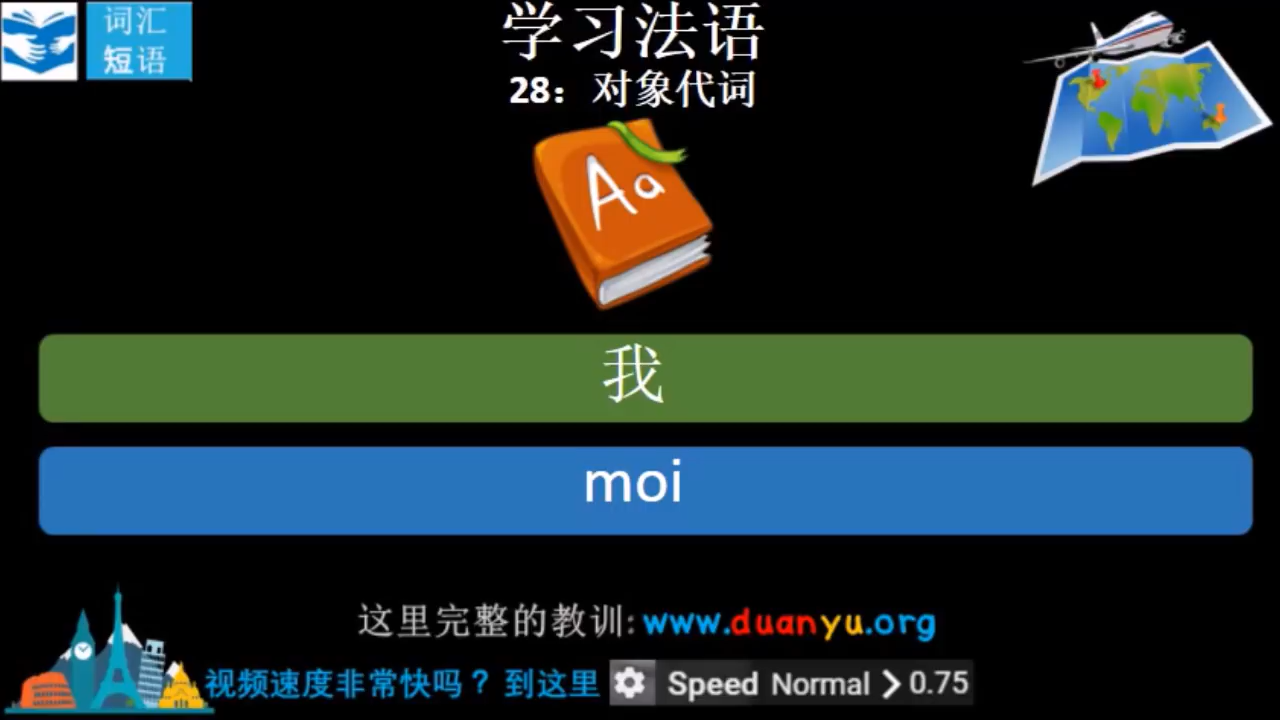 词汇
短语
学习法语
28：对象代词
Aa
我
moi
这里完整的教训: www.duanyu.org
视频速度非常快吗？到这里 Speed Normal > 0.75